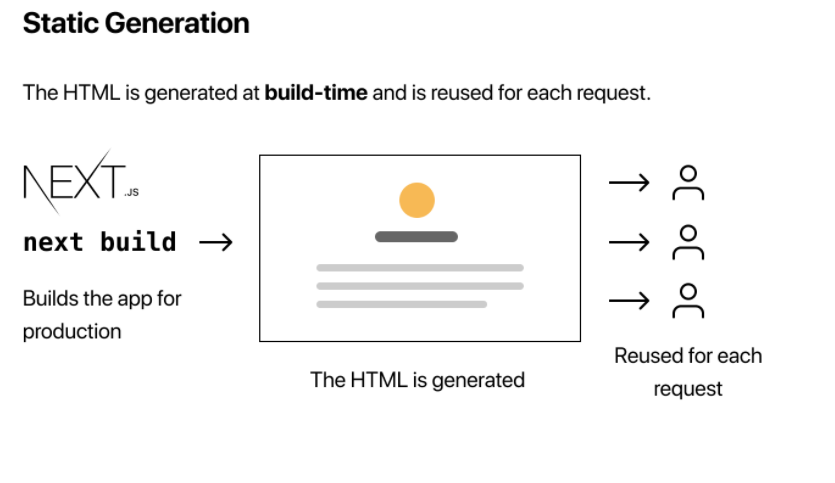 Static Generation
The HTML is generated at build-time and is reused for each request.
NEXT.JS
next build
Builds the app for
production
The HTML is generated
Reused for each
request